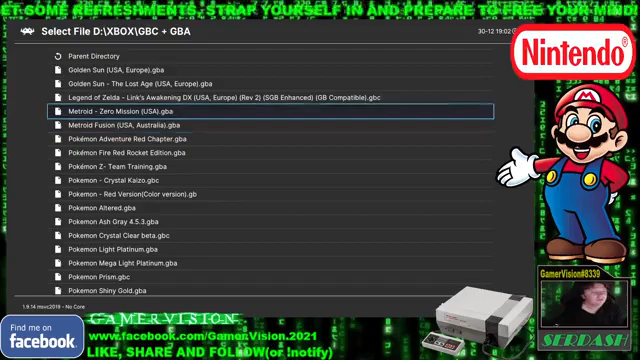 ET SOME REFRESHMENTS, STRAP YOURSELF IN AND PREPARE TO FREE YOUR MIND!
Select File D:\XBOX\GBC + GBA
30-12 19:02
Nintendo®
Parent Directory
Golden Sun (USA, Europe).gba
Golden Sun - The Lost Age (USA, Europe).gba
Legend of Zelda - Link's Awakening DX (USA, Europe) (Rev 2) (SGB Enhanced) (GB Compatible).gbc
Metroid - Zero Mission (USA).gba
Metroid Fusion (USA, Australia).gba
Pokémon Adventure Red Chapter.gba
Pokémon Fire Red Rocket Edition.gba
Pokémon Z- Team Training.gba
Pokemon - Crystal Kaizo.gbc
Pokemon - Red Version(Color version).gb
Pokemon Altered.gba
Pokemon Ash Gray 4.5.3.gba
Pokemon Crystal Clear beta.gbc
Pokemon Light Platinum.gba
Pokemon Mega Light Platinum.gba
Pokemon Prism.gbc
Pokemon Shiny Gold.gba
GamerVision#8339
1.9.14 msvc2019 - No Core
GAMERVISION
Find me on
facebook
www.facebook.com/Gamer.Vision.2021
LIKE, SHARE AND FOLLOW(or !notify)
SERDASH